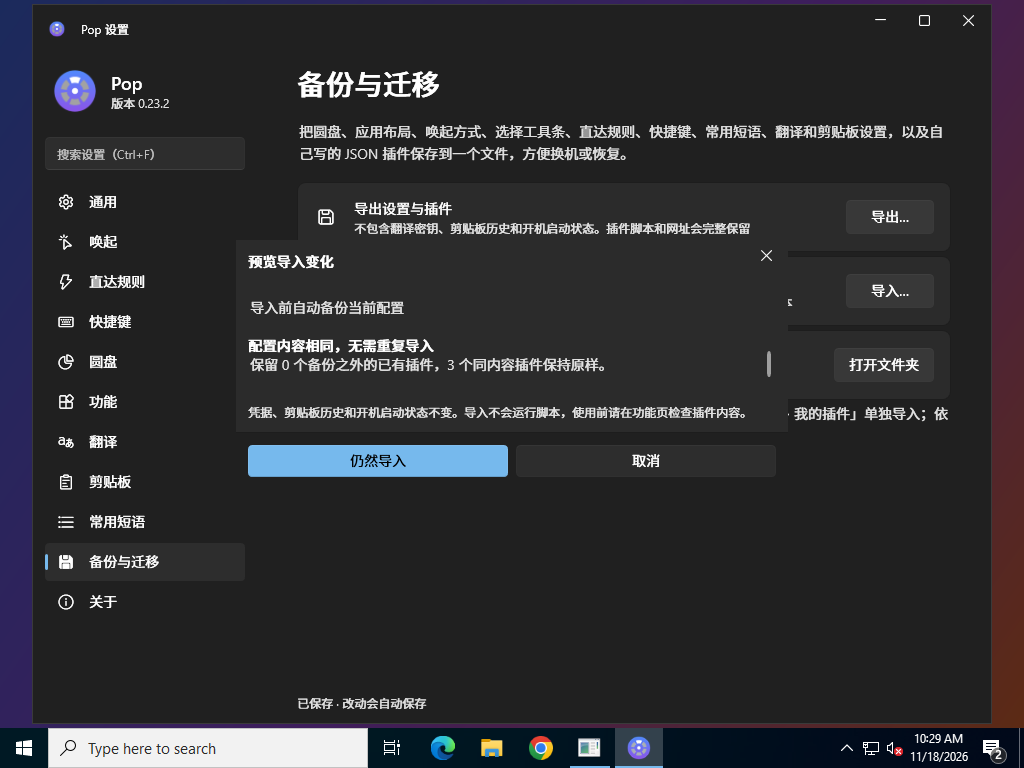 Pop 设置
Pop
版本 0.23.2
搜索设置（Ctrl+F）
通用
唤起
直达规则
快捷键
圆盘
功能
翻译
剪贴板
常用短语
备份与迁移
关于
备份与迁移
把圆盘、应用布局、唤起方式、选择工具条、直达规则、快捷键、常用短语、翻译和剪贴板设置，以及自
己写的 JSON 插件保存到一个文件，方便换机或恢复。
导出设置与插件
不包含翻译密钥、剪贴板历史和开机启动状态。插件脚本和网址会完整保留
导出...
导入...
打开文件夹
我的插件」单独导入；依
预览导入变化
导入前自动备份当前配置
配置内容相同，无需重复导入
保留 0 个备份之外的已有插件，3 个同内容插件保持原样。
凭据、剪贴板历史和开机启动状态不变。导入不会运行脚本，使用前请在功能页检查插件内容。
仍然导入
取消
已保存 · 改动会自动保存
Type here to search
10:29 AM
11/18/2026
2